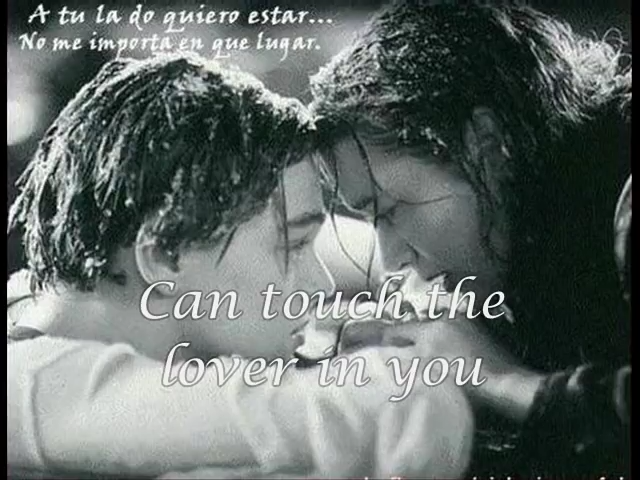 A tu la do quiero estar...
No me importa en que lugar.
Can touch the
lover in you